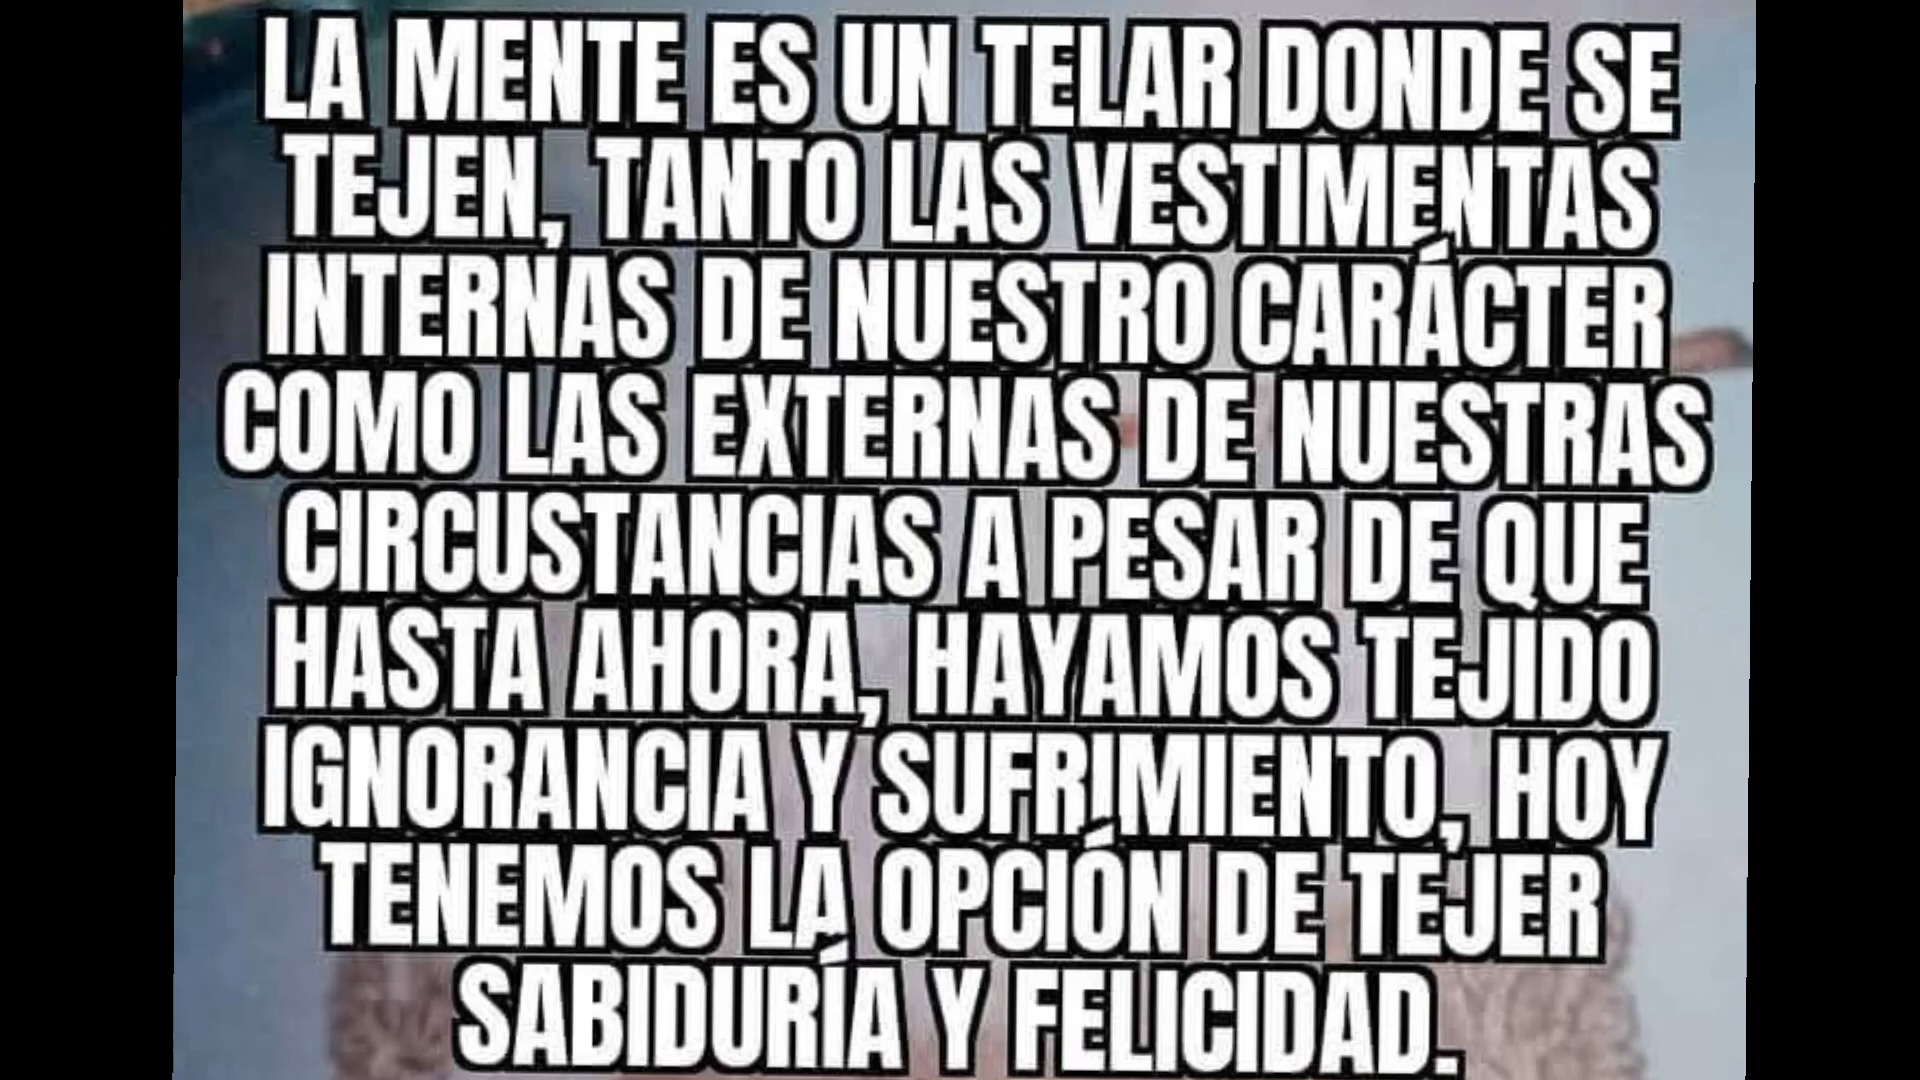 LA MENTE ES UN TELAR DONDE SE
TEJEN, TANTO LAS VESTIMENTAS
INTERNAS DE NUESTRO CARÁCTER
COMO LAS EXTERNAS DE NUESTRAS
CIRCUSTANCIAS A PESAR DE QUE
HASTA AHORA, HAYAMOS TEJIDO
IGNORANCIA Y SUFRIMIENTO, HOY
TENEMOS LA OPCIÓN DE TEJER
SABIDURÍA Y FELICIDAD.